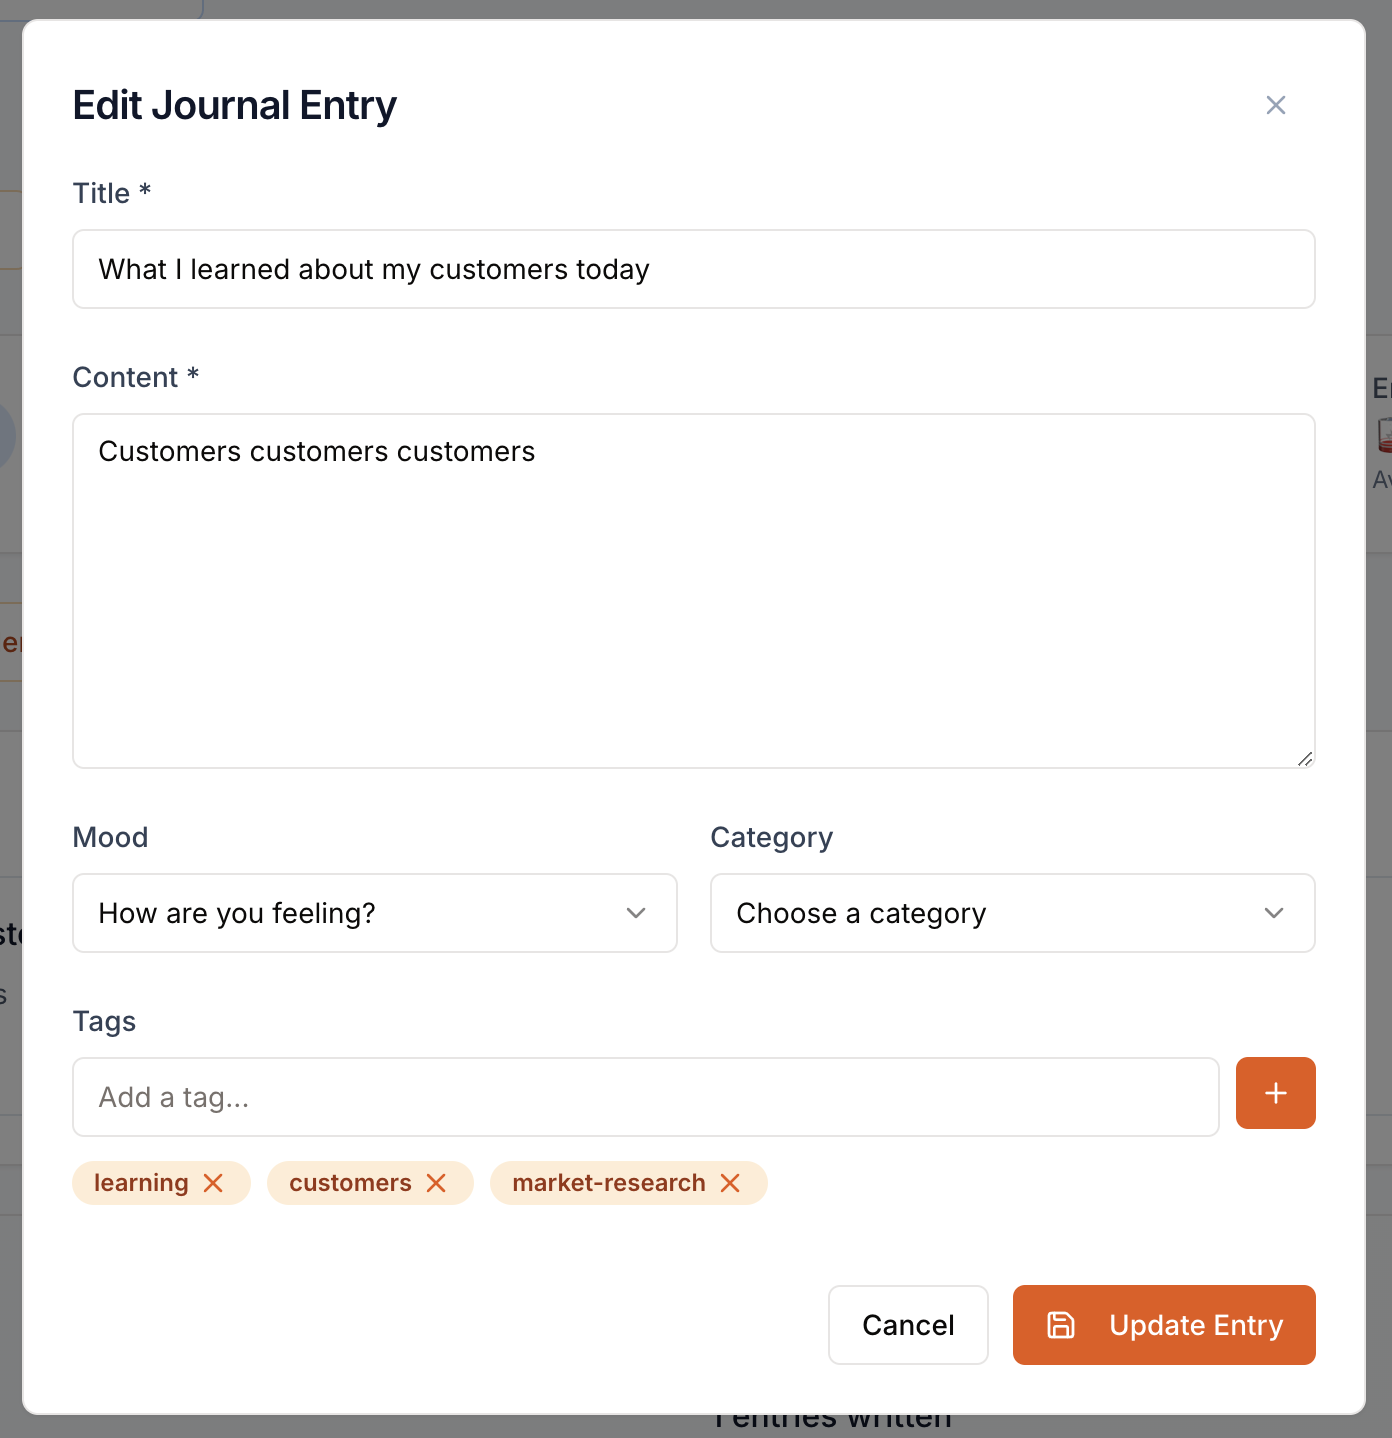 Edit Journal Entry
Title *
What I learned about my customers today
Content *
Customers customers customers
Mood
Category
How are you feeling?
Choose a category
Tags
Add a tag...
learning
customers
market-research
Cancel
Update Entry
entries written